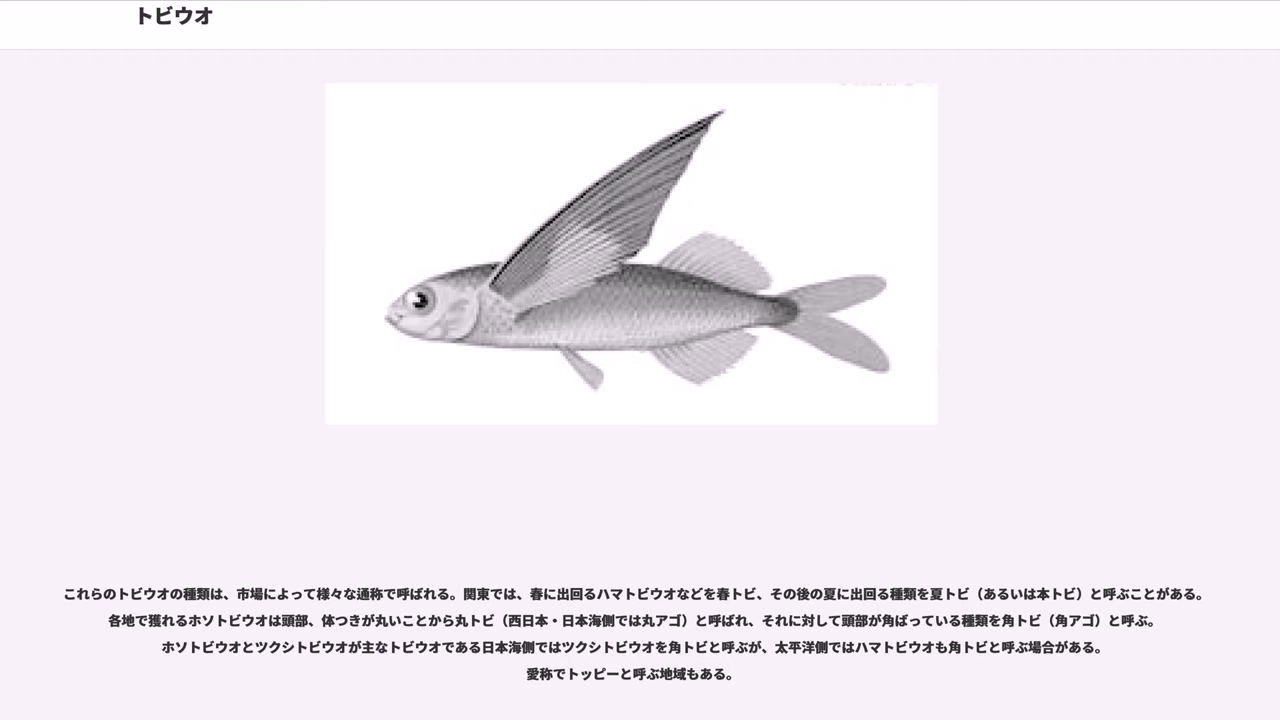 トビウオ
これらのトビウオの種類は、市場によって様々な通称で呼ばれる。関東では、春に出回るハマトビウオなどを春トビ、その後の夏に出回る種類を夏トビ（あるいは本トビ）と呼ぶことがある。
各地で獲れるホソトビウオは頭部、体つきが丸いことから丸トビ（西日本・日本海側では丸アゴ）と呼ばれ、それに対して頭部が角ばっている種類を角トビ（角アゴ）と呼ぶ。
ホソトビウオとツクシトビウオが主なトビウオである日本海側ではツクシトビウオを角トビと呼ぶが、太平洋側ではハマトビウオも角トビと呼ぶ場合がある。
愛称でトッピーと呼ぶ地域もある。